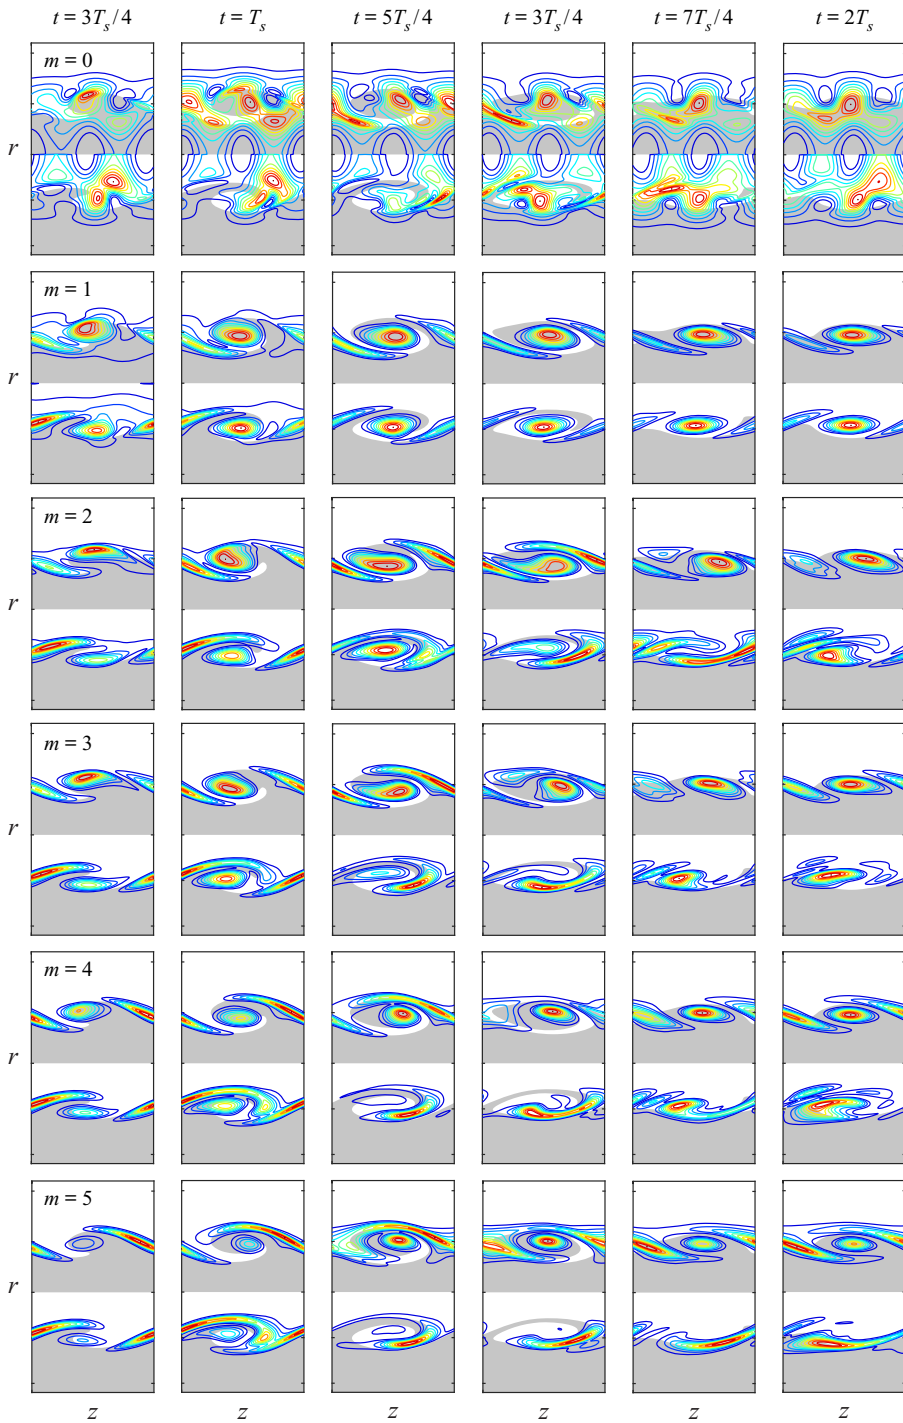 t = 3T_s/4 t = T_s t = 5T_s/4 t = 3T_s/4 t = 7T_s/4 t = 2T_s
m = 0
r
m = 1
r
m = 2
r
m = 3
r
m = 4
r
m = 5
r
z z z z z z